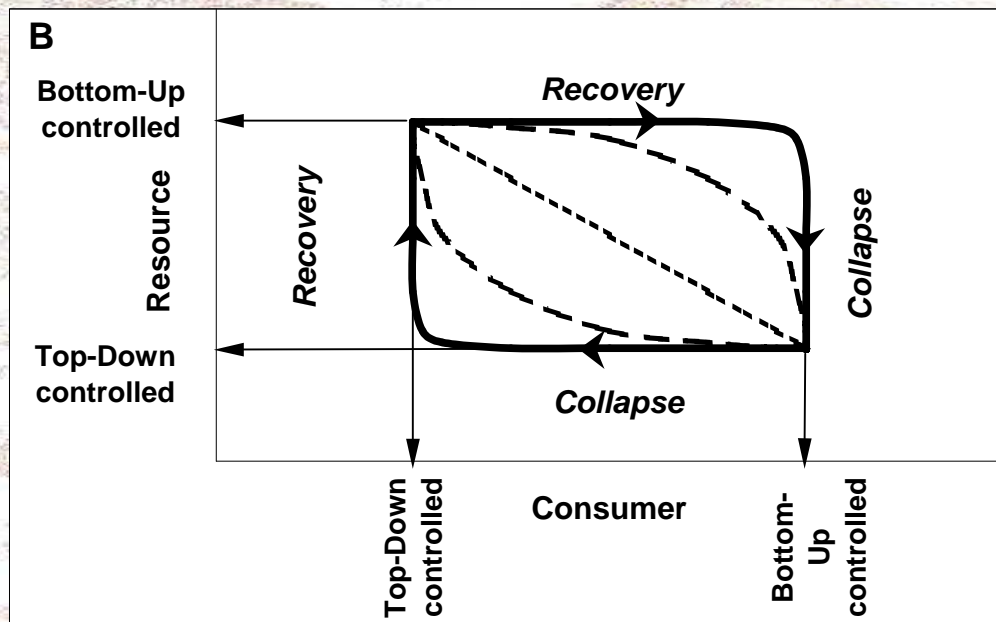 B
Bottom-Up
controlled
Recovery
Resource
Recovery
Collapse
Top-Down
controlled
Collapse
Top-Down
controlled
Consumer
Bottom-
Up
controlled